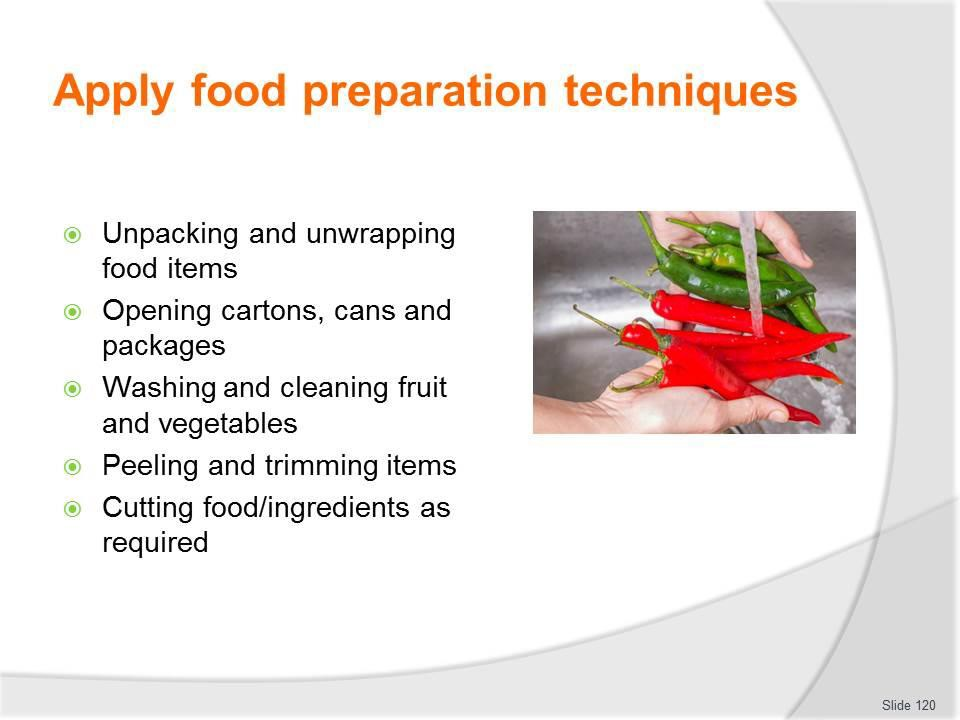 Apply food preparation techniques
Unpacking and unwrapping
food items
Opening cartons, cans and
packages
Washing and cleaning fruit
and vegetables
Peeling and trimming items
Cutting food/ingredients as
required
Slide 120